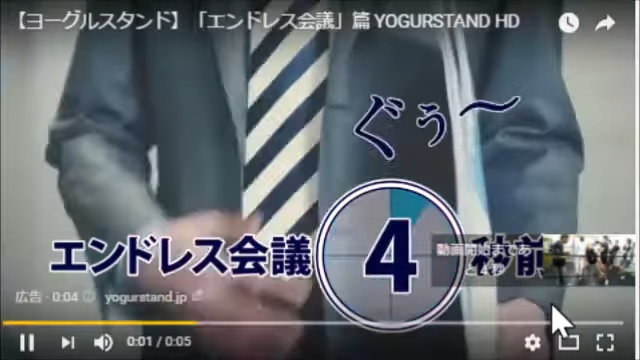 【ヨーグルスタンド】「エンドレス会議」篇 YOGURSTAND HD
ぐぅ〜
エンドレス会議 4 秒前
動画開始まであ
と4秒
広告・0:04 yogurstand.jp
0:01 / 0:05